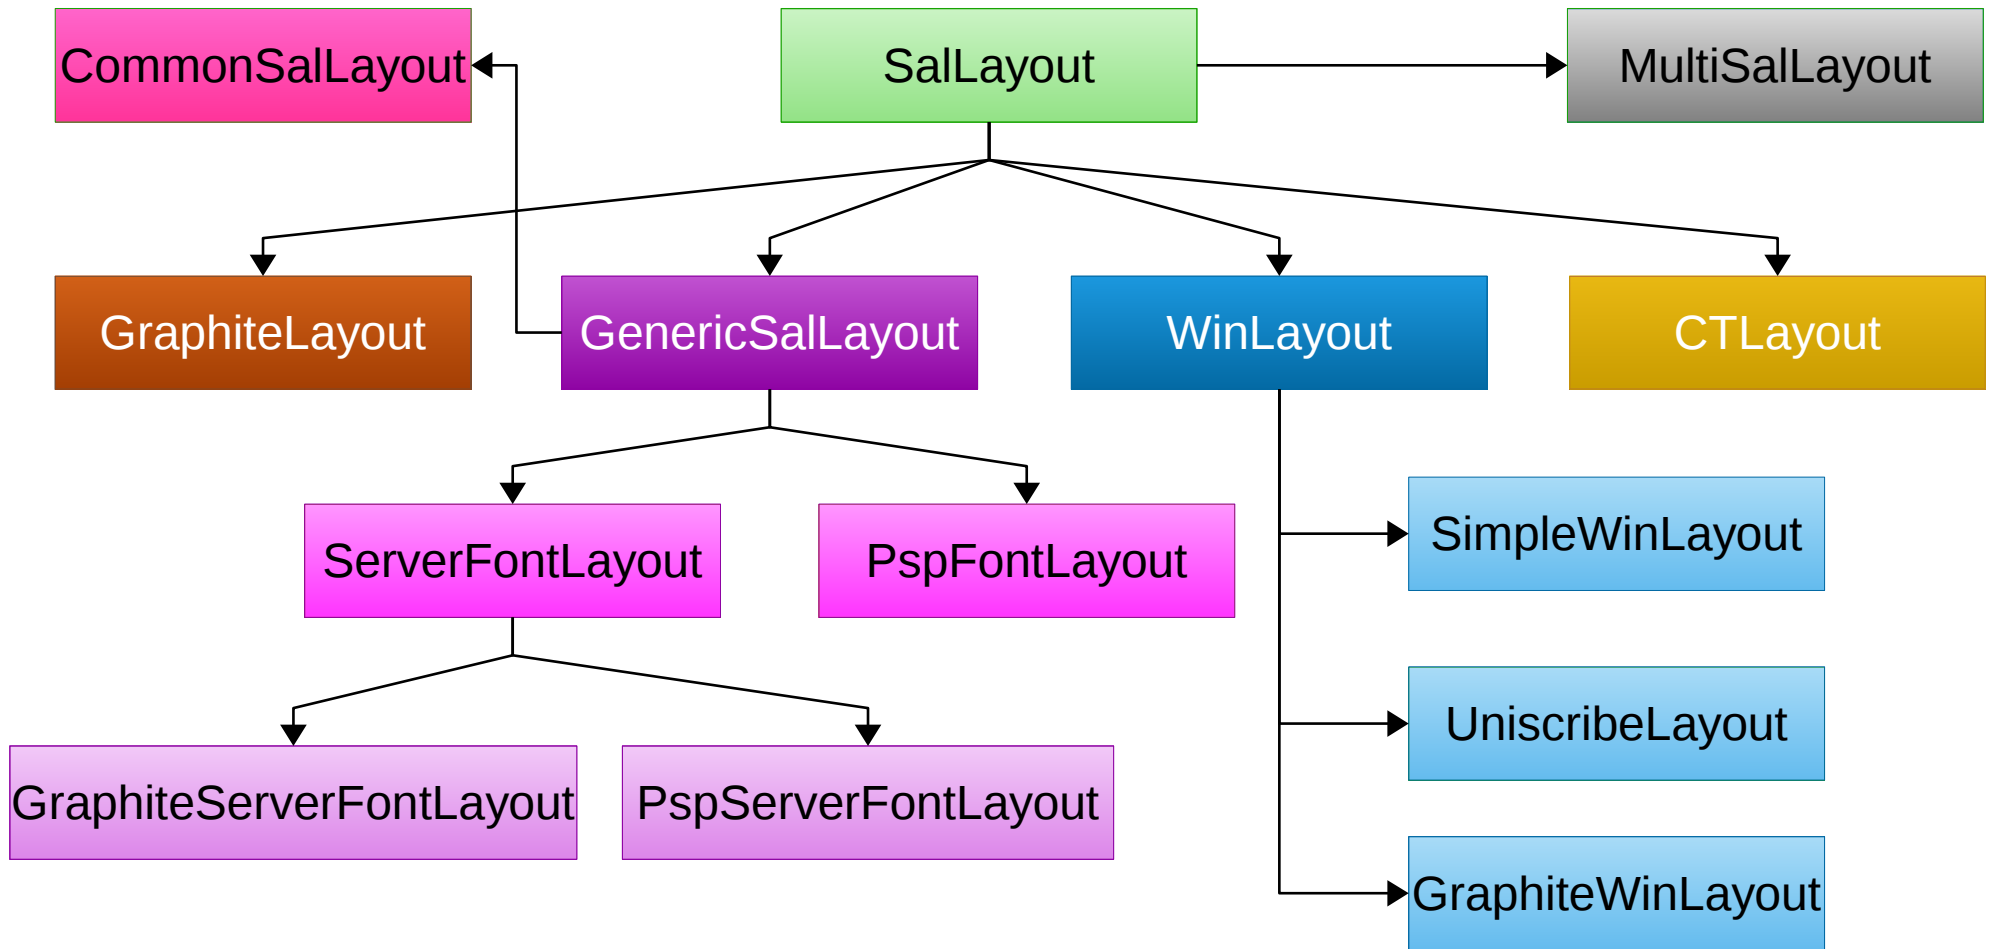 CommonSalLayout
SalLayout
MultiSalLayout
GraphiteLayout
GenericSalLayout
WinLayout
CTLayout
ServerFontLayout
PspFontLayout
SimpleWinLayout
UniscribeLayout
GraphiteServerFontLayout
PspServerFontLayout
GraphiteWinLayout